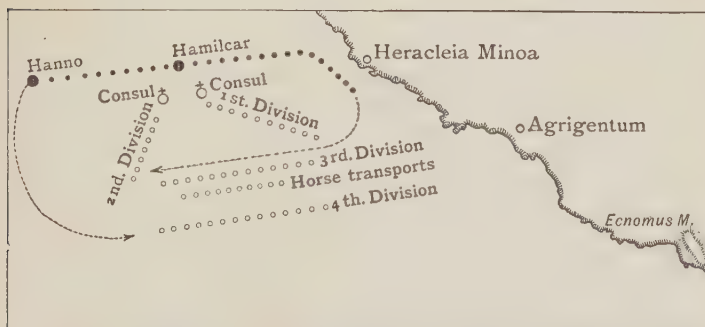 Hanno
Hamilcar
Heracleia Minoa
Consul
Consul
1st. Division
2nd. Division
Agrigentum
3rd. Division
Horse transports
4th. Division
Ecnomus M.